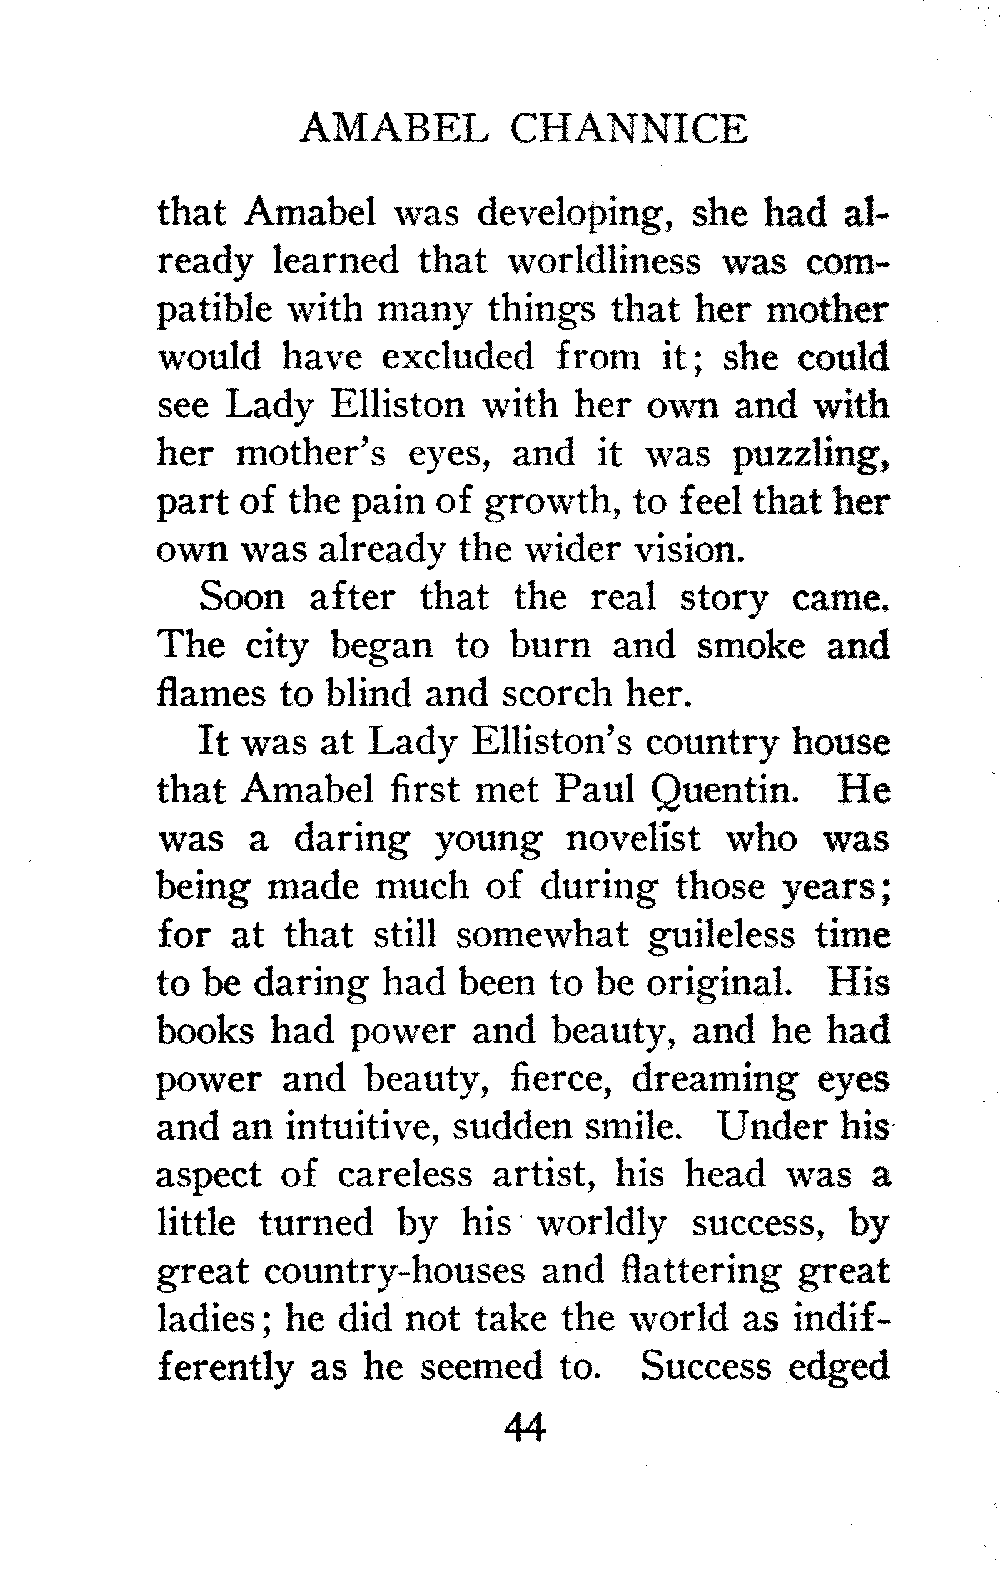 AMABEL CHANNICE
that Amabel was developing, she had al-
ready learned that worldliness was com-
patible with many things that her mother
would have excluded from it; she could
see Lady Elliston with her own and with
her mother's eyes, and it was puzzling,
part of the pain of growth, to feel that her
own was already the wider vision.
Soon after that the real story came.
The city began to burn and smoke and
flames to blind and scorch her.
It was at Lady Elliston's country house
that Amabel first met Paul Quentin. He
was a daring young novelist who was
being made much of during those years;
for at that still somewhat guileless time
to be daring had been to be original. His
books had power and beauty, and he had
power and beauty, fierce, dreaming eyes
and an intuitive, sudden smile. Under his
aspect of careless artist, his head was a
little turned by his worldly success, by
great country-houses and flattering great
ladies; he did not take the world as indif-
ferently as he seemed to. Success edged
44